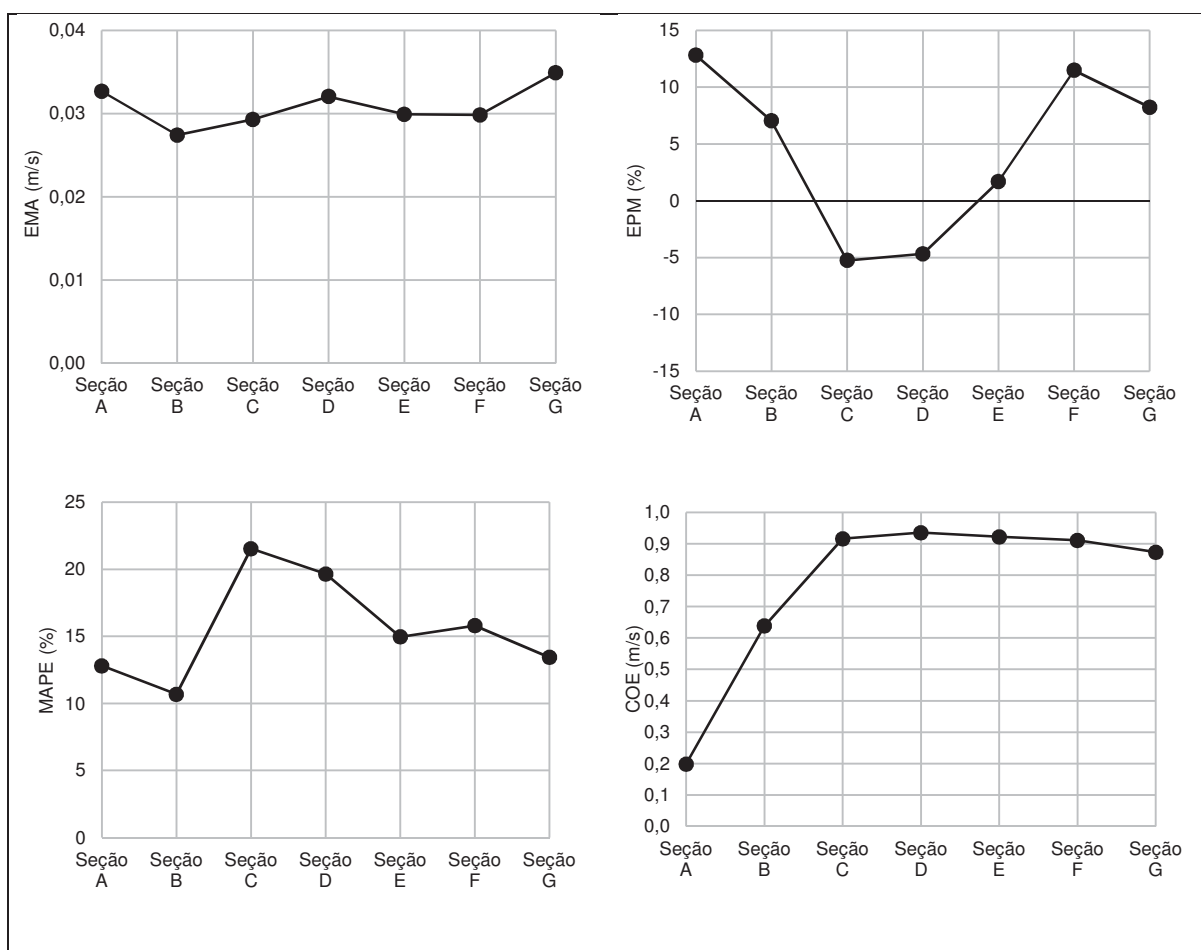 0,04
0,03
0,02
0,01
0,00
EMA (m/s)
Seção A
Seção B
Seção C
Seção D
Seção E
Seção F
Seção G
15
10
5
0
-5
-10
-15
EPM (%)
Seção A
Seção B
Seção C
Seção D
Seção E
Seção F
Seção G
25
20
15
10
5
0
MAPE (%)
Seção A
Seção B
Seção C
Seção D
Seção E
Seção F
Seção G
1,0
0,9
0,8
0,7
0,6
0,5
0,4
0,3
0,2
0,1
0,0
COE (m/s)
Seção A
Seção B
Seção C
Seção D
Seção E
Seção F
Seção G